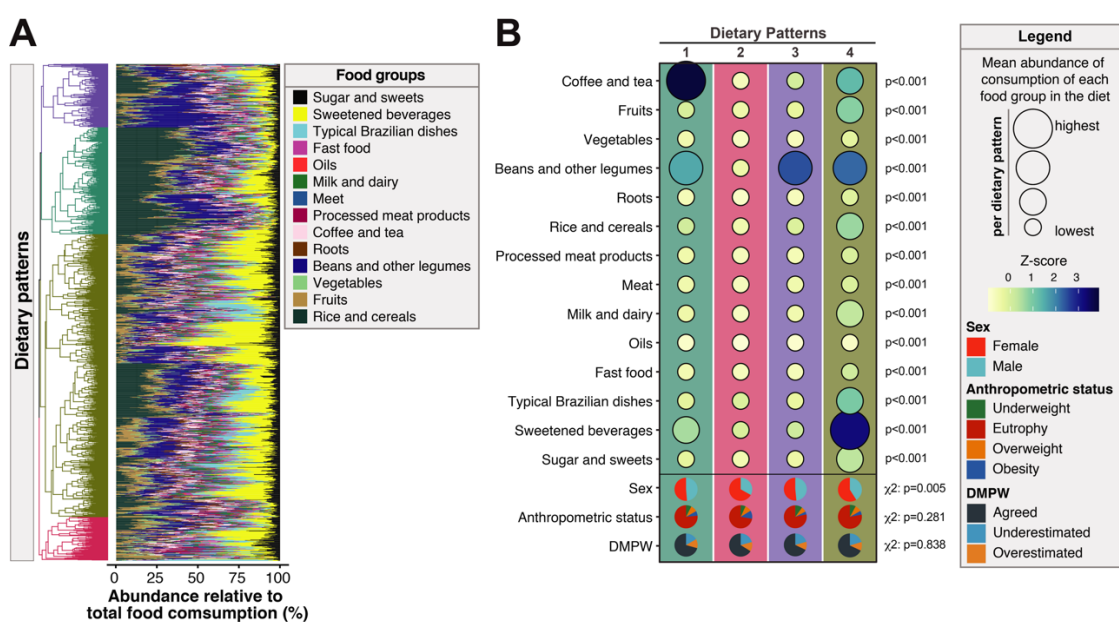 A
Dietary patterns
Food groups
Sugar and sweets
Sweetened beverages
Typical Brazilian dishes
Fast food
Oils
Milk and dairy
Meet
Processed meat products
Coffee and tea
Roots
Beans and other legumes
Vegetables
Fruits
Rice and cereals
0 25 50 75 100
Abundance relative to
total food comsumption (%)
B
Dietary Patterns
1 2 3 4
Coffee and tea p<0.001
Fruits p<0.001
Vegetables p<0.001
Beans and other legumes p<0.001
Roots p<0.001
Rice and cereals p<0.001
Processed meat products p<0.001
Meat p<0.001
Milk and dairy p<0.001
Oils p<0.001
Fast food p<0.001
Typical Brazilian dishes p<0.001
Sweetened beverages p<0.001
Sugar and sweets p<0.001
Sex χ2: p=0.005
Anthropometric status χ2: p=0.281
DMPW χ2: p=0.838
Legend
Mean abundance of
consumption of each
food group in the diet
per dietary pattern
highest
lowest
Z-score
0 1 2 3
Sex
Female
Male
Anthropometric status
Underweight
Eutrophy
Overweight
Obesity
DMPW
Agreed
Underestimated
Overestimated